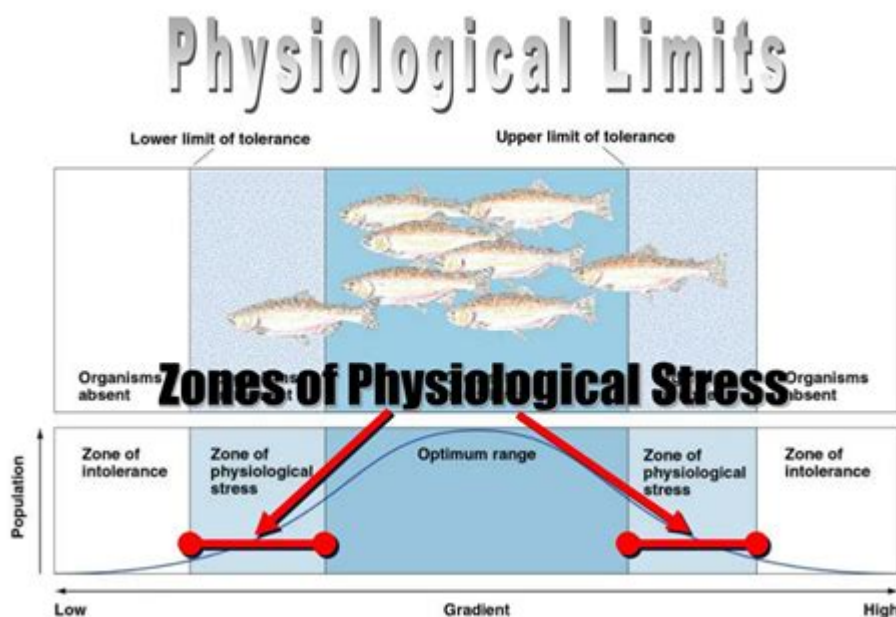 Physiological Limits
Lower limit of tolerance
Upper limit of tolerance
Organisms
absent
Zones of Physiological Stress
Organisms
absent
Zone of
intolerance
Zone of
physiological
stress
Optimum range
Zone of
physiological
stress
Zone of
intolerance
Population
Low
Gradient
High